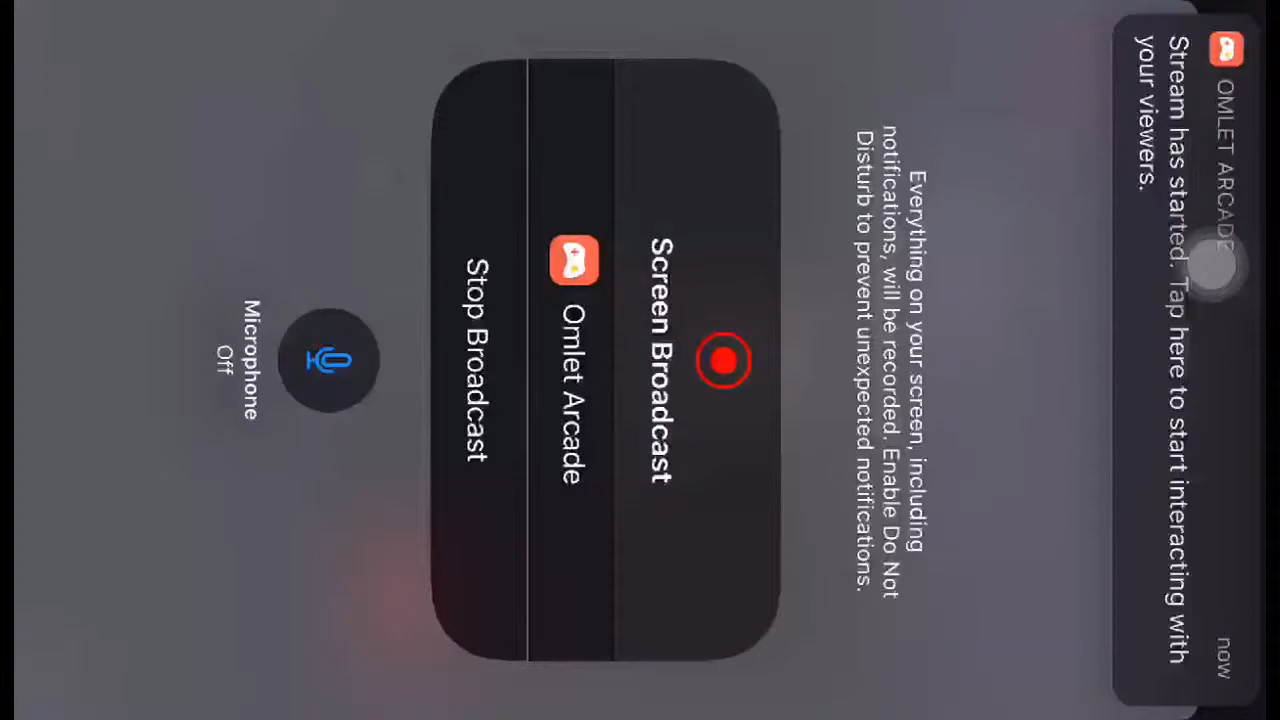 OMLET ARCADE now
Stream has started. Tap here to start interacting with
your viewers.
Everything on your screen, including
notifications, will be recorded. Enable Do Not
Disturb to prevent unexpected notifications.
Screen Broadcast
Omlet Arcade
Stop Broadcast
Microphone
Off